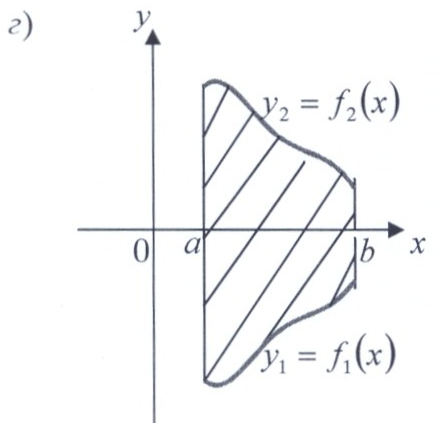 г)
y
y₂ = f₂(x)
0
a
b
x
y₁ = f₁(x)